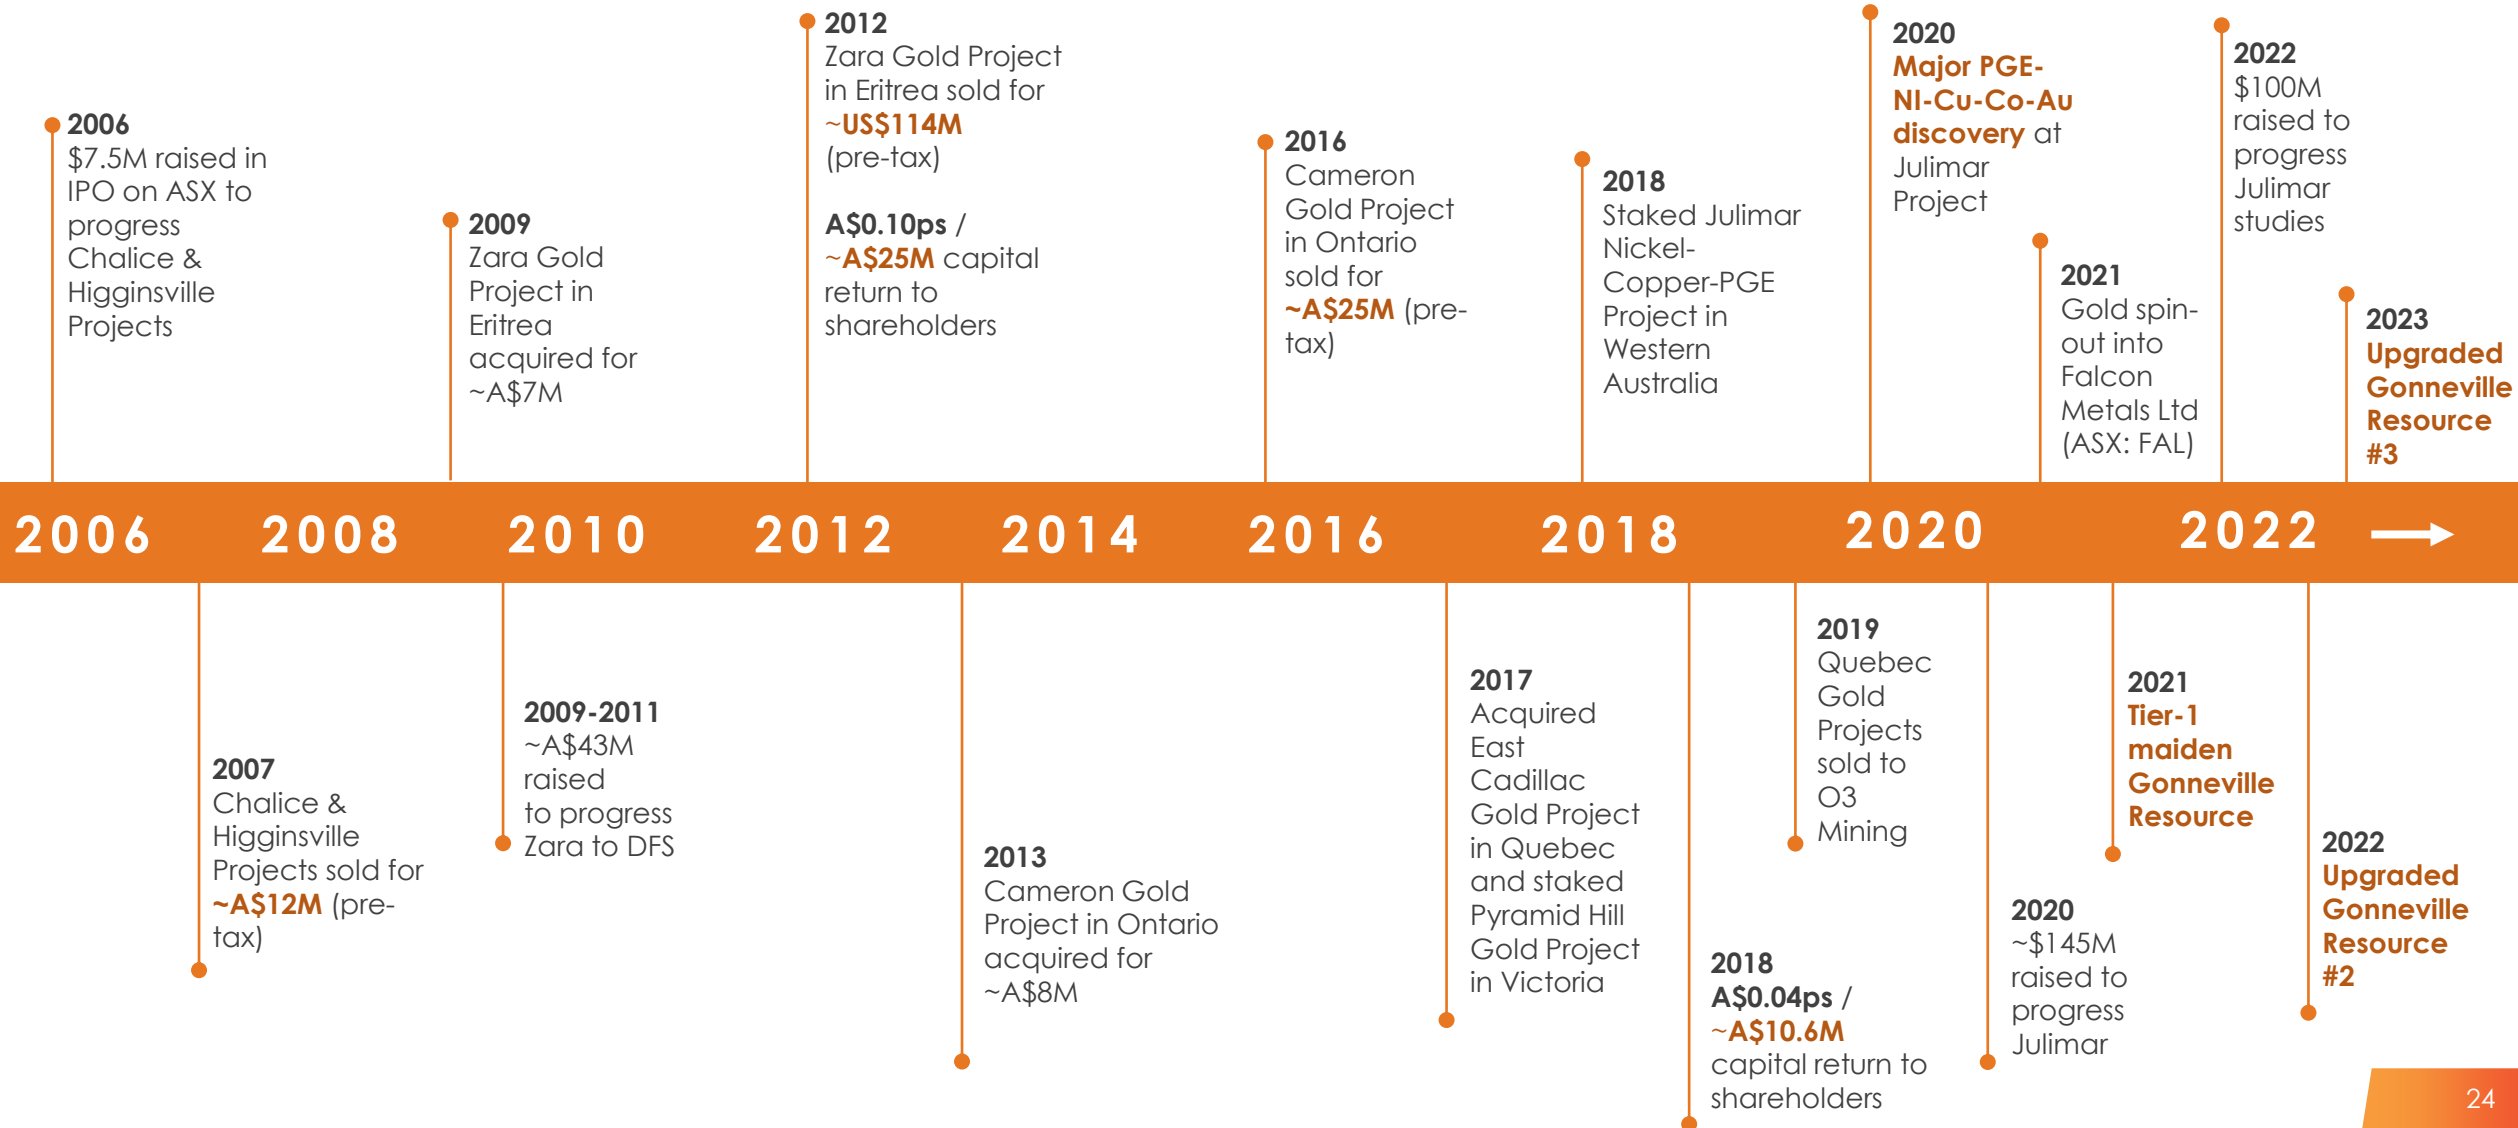 2006
$7.5M raised in
IPO on ASX to
progress
Chalice &
Higginsville
Projects
2009
Zara Gold
Project in
Eritrea
acquired for
~A$7M
2012
Zara Gold Project
in Eritrea sold for
~US$114M
(pre-tax)
A$0.10ps /
~A$25M capital
return to
shareholders
2016
Cameron
Gold Project
in Ontario
sold for
~A$25M (pre-
tax)
2018
Staked Julimar
Nickel-
Copper-PGE
Project in
Western
Australia
2020
Major PGE-
NI-Cu-Co-Au
discovery at
Julimar
Project
2021
Gold spin-
out into
Falcon
Metals Ltd
(ASX: FAL)
2022
$100M
raised to
progress
Julimar
studies
2023
Upgraded
Gonneville
Resource
#3
2006 2008 2010 2012 2014 2016 2018 2020 2022
2007
Chalice &
Higginsville
Projects sold for
~A$12M (pre-
tax)
2009-2011
~A$43M
raised
to progress
Zara to DFS
2013
Cameron Gold
Project in Ontario
acquired for
~A$8M
2017
Acquired
East
Cadillac
Gold Project
in Quebec
and staked
Pyramid Hill
Gold Project
in Victoria
2018
A$0.04ps /
~A$10.6M
capital return to
shareholders
2019
Quebec
Gold
Projects
sold to
O3
Mining
2020
~$145M
raised to
progress
Julimar
2021
Tier-1
maiden
Gonneville
Resource
2022
Upgraded
Gonneville
Resource
#2
24